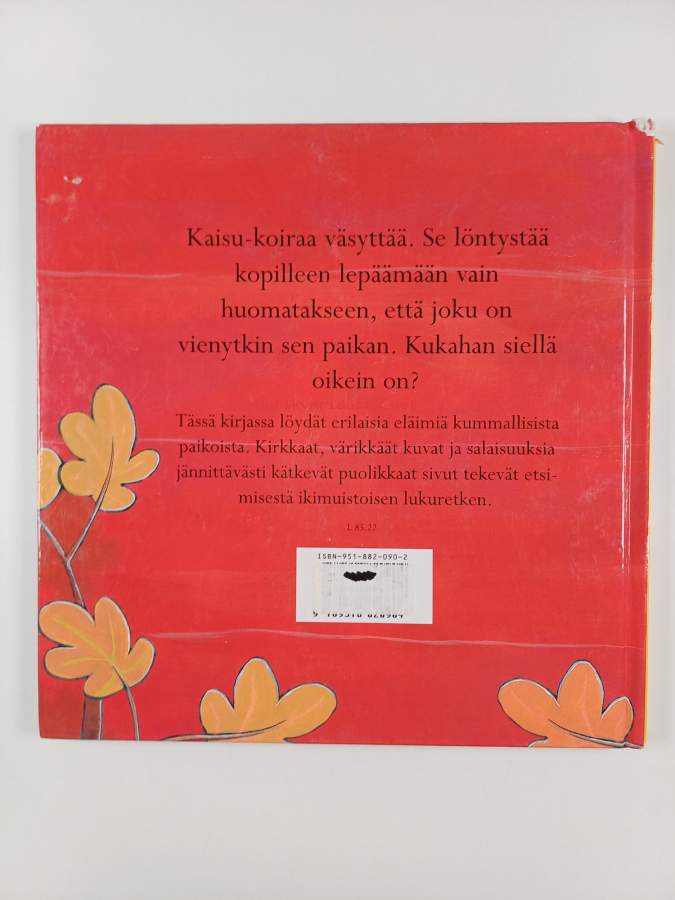 Kaisu-koiraa väsyttää. Se löntystää
kopilleen lepäämään vain
huomatakseen, että joku on
vienytkin sen paikan. Kukahan siellä
oikein on?
Tässä kirjassa löydät erilaisia eläimiä kummallisista
paikoista. Kirkkaat, värikkäät kuvat ja salaisuuksia
jännittävästi kätkevät puolikkaat sivut tekevät etsi-
misestä ikimuistoisen lukuretken.
L 85.22
ISBN-951-882-090-2